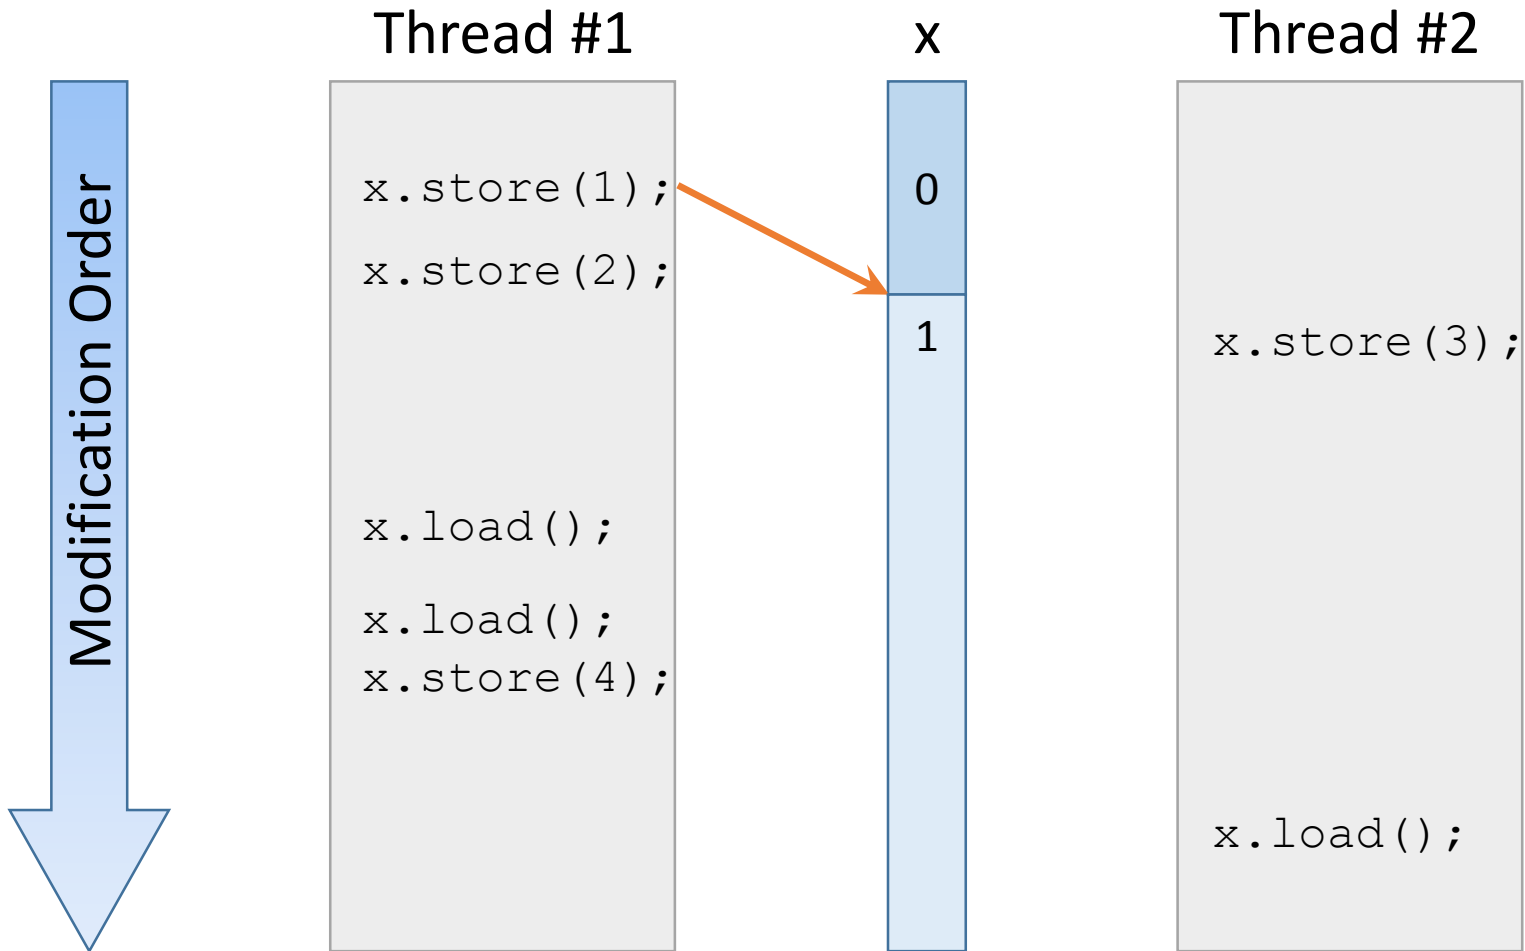 Thread #1
x
Thread #2
Modification Order
x.store(1);
x.store(2);
x.load();
x.load();
x.store(4);
0
1
x.store(3);
x.load();